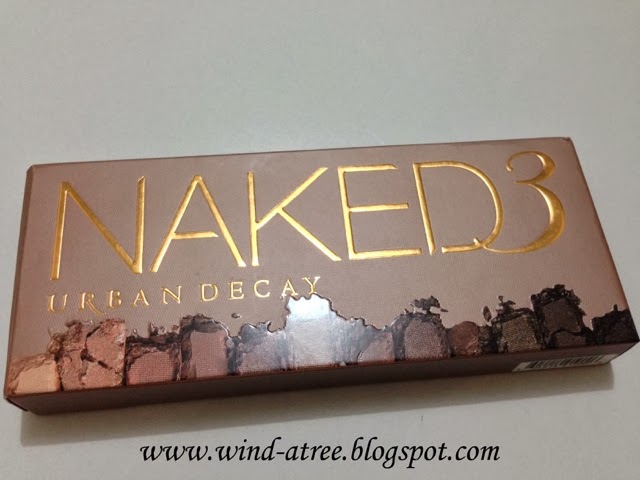 NAKED3
URBAN DECAY
www.wind-atree.blogspot.com